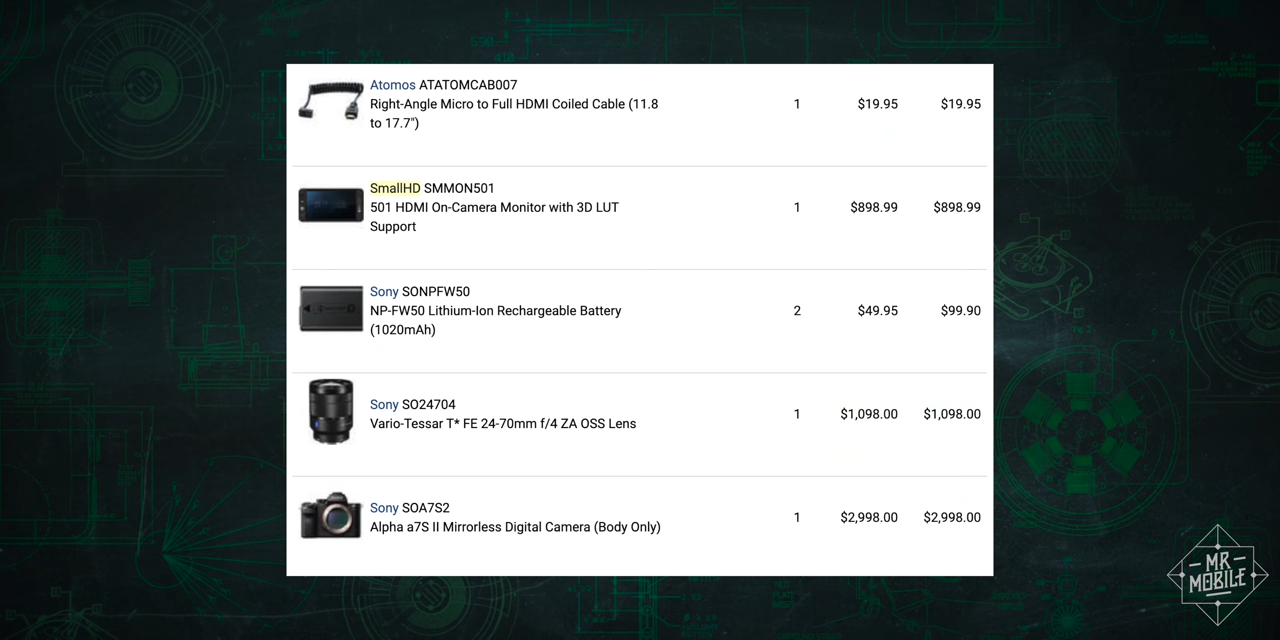 Atomos ATATOMCAB007
Right-Angle Micro to Full HDMI Coiled Cable (11.8
to 17.7")
1 $19.95 $19.95
SmallHD SMMON501
501 HDMI On-Camera Monitor with 3D LUT
Support
1 $898.99 $898.99
Sony SONPFW50
NP-FW50 Lithium-Ion Rechargeable Battery
(1020mAh)
2 $49.95 $99.90
Sony SO24704
Vario-Tessar T* FE 24-70mm f/4 ZA OSS Lens
1 $1,098.00 $1,098.00
Sony SOA7S2
Alpha a7S II Mirrorless Digital Camera (Body Only)
1 $2,998.00 $2,998.00
MR
MOBILE